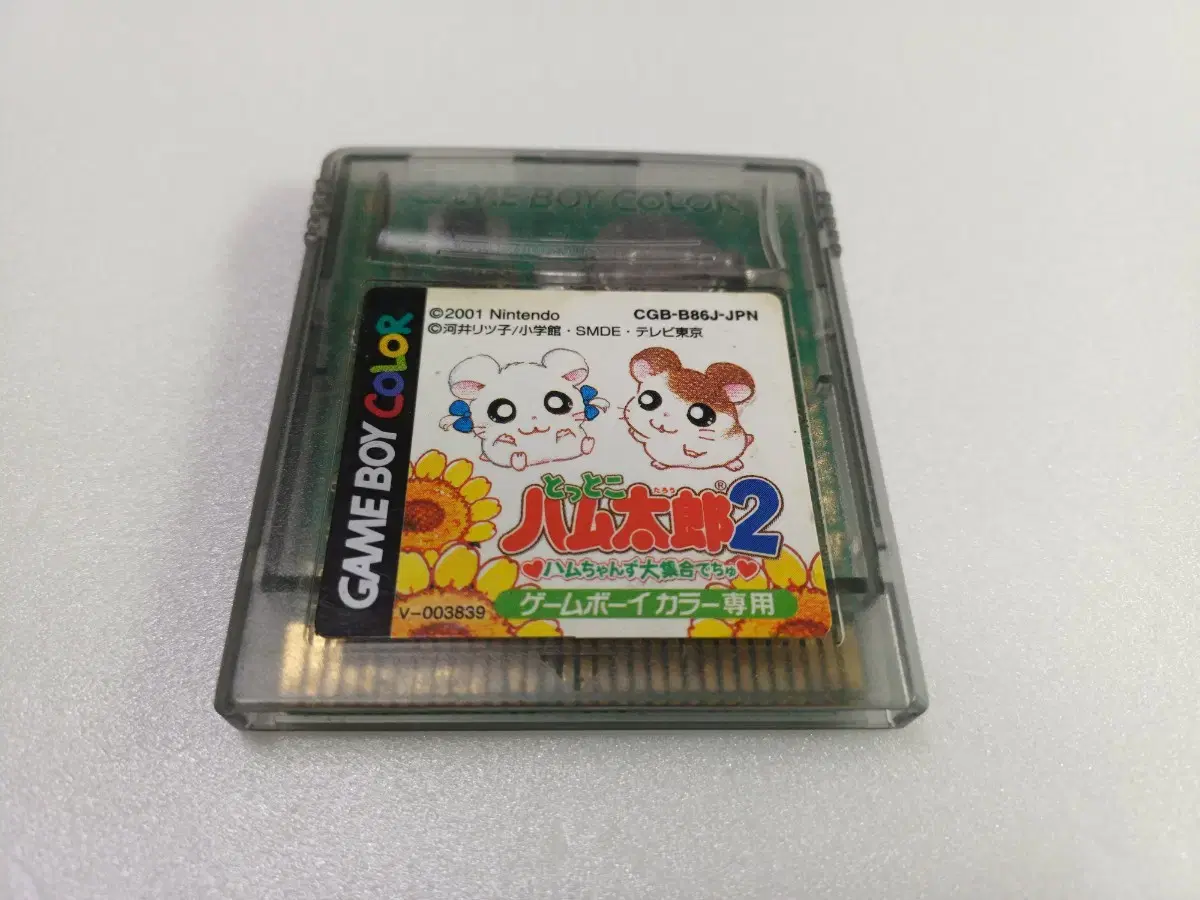 GAME BOY COLOR
GAME BOY COLOR
©2001 Nintendo
CGB-B86J-JPN
©河井リツ子/小学館・SMDE・テレビ東京
とっとこ
たろう
ハム太郎®2
♥ハムちゃんず大集合でちゅ♥
ゲームボーイ カラー専用
V-003839